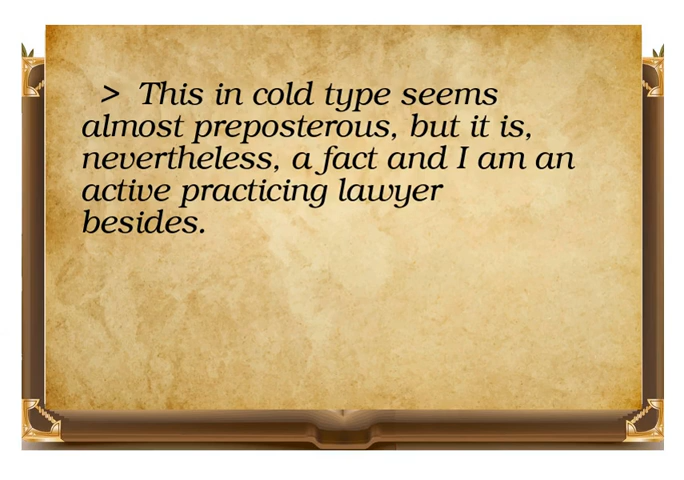 > This in cold type seems
almost preposterous, but it is,
nevertheless, a fact and I am an
active practicing lawyer
besides.